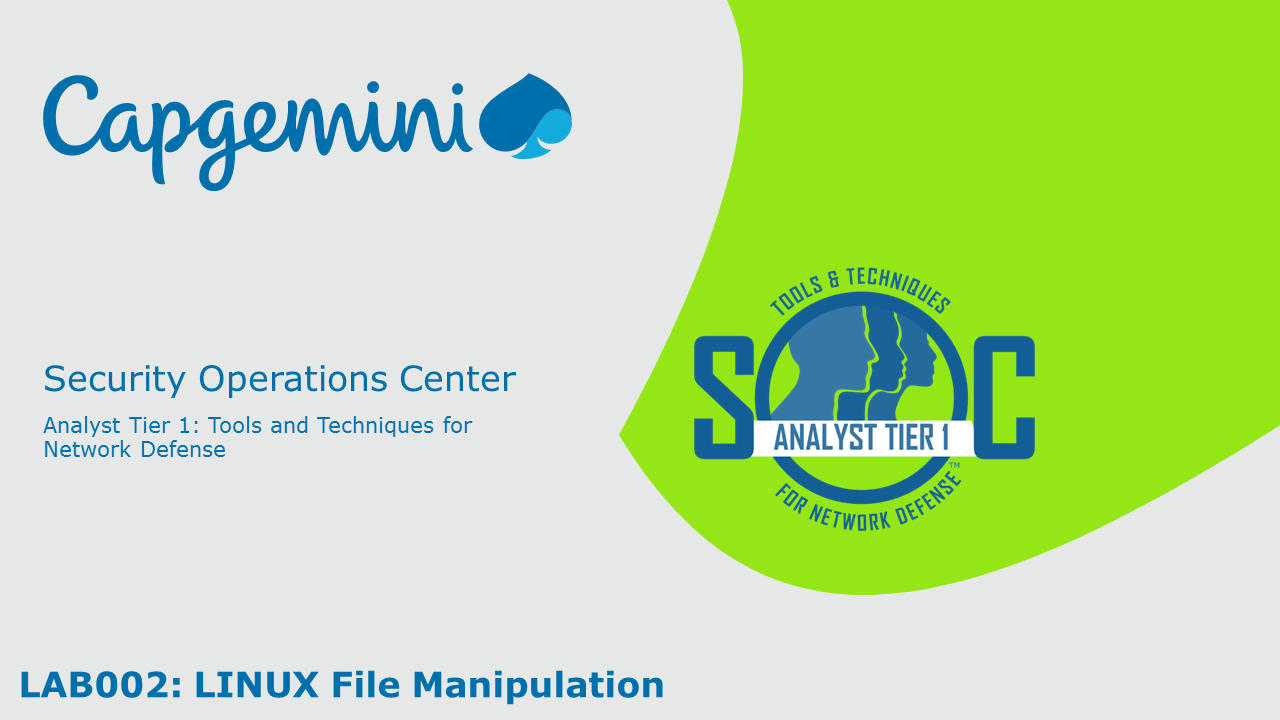 Capgemini
Security Operations Center
Analyst Tier 1: Tools and Techniques for
Network Defense
TOOLS & TECHNIQUES
SOC
ANALYST TIER 1
TM
FOR NETWORK DEFENSE
LAB002: LINUX File Manipulation